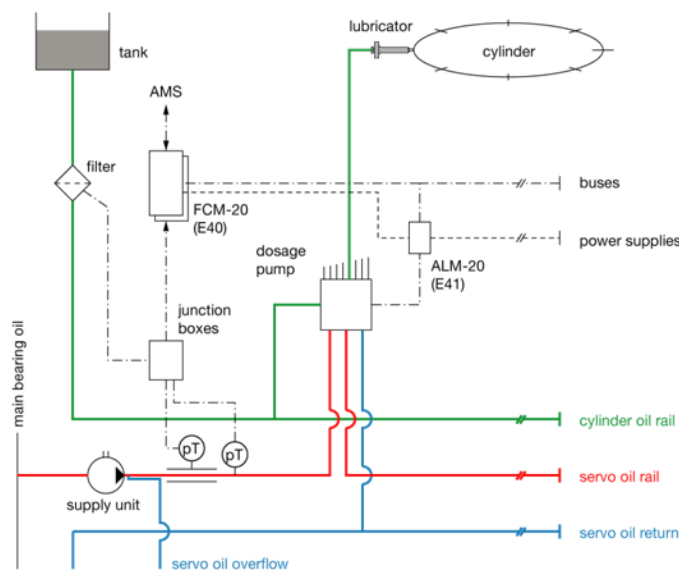 lubricator
cylinder
tank
AMS
filter
buses
FCM-20
(E40)
power supplies
dosage
pump
ALM-20
(E41)
junction
boxes
main bearing oil
cylinder oil rail
pT
pT
servo oil rail
supply unit
servo oil return
servo oil overflow